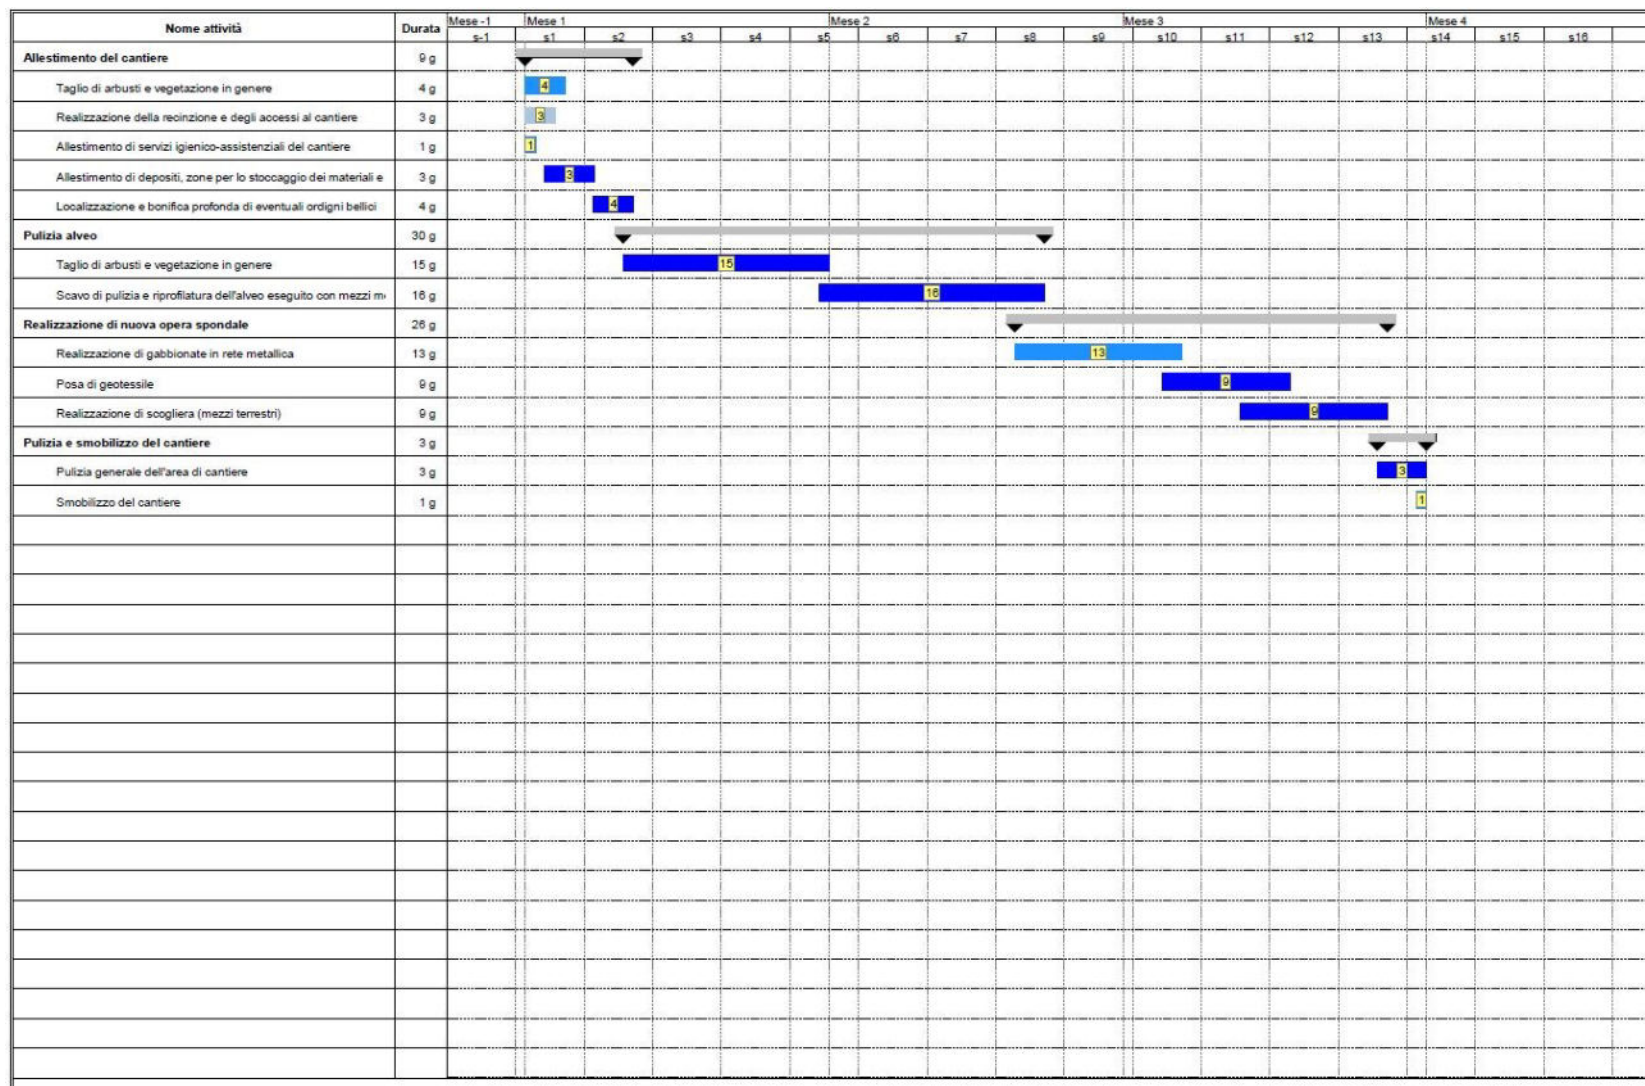 Nome attività Durata Mese -1 Mese 1 Mese 2 Mese 3 Mese 4
s-1 s1 s2 s3 s4 s5 s6 s7 s8 s9 s10 s11 s12 s13 s14 s15 s16
Allestimento del cantiere 9 g
Taglio di arbusti e vegetazione in genere 4 g 4
Realizzazione della recinzione e degli accessi al cantiere 3 g 3
Allestimento di servizi igienico-assistenziali del cantiere 1 g 1
Allestimento di depositi, zone per lo stoccaggio dei materiali e 3 g 3
Localizzazione e bonifica profonda di eventuali ordigni bellici 4 g 4
Pulizia alveo 30 g
Taglio di arbusti e vegetazione in genere 15 g 15
Scavo di pulizia e riprofilatura dell'alveo eseguito con mezzi m 16 g 16
Realizzazione di nuova opera spondale 26 g
Realizzazione di gabbionate in rete metallica 13 g 13
Posa di geotessile 9 g 9
Realizzazione di scogliera (mezzi terrestri) 9 g 9
Pulizia e smobilizzo del cantiere 3 g
Pulizia generale dell'area di cantiere 3 g 3
Smobilizzo del cantiere 1 g 1